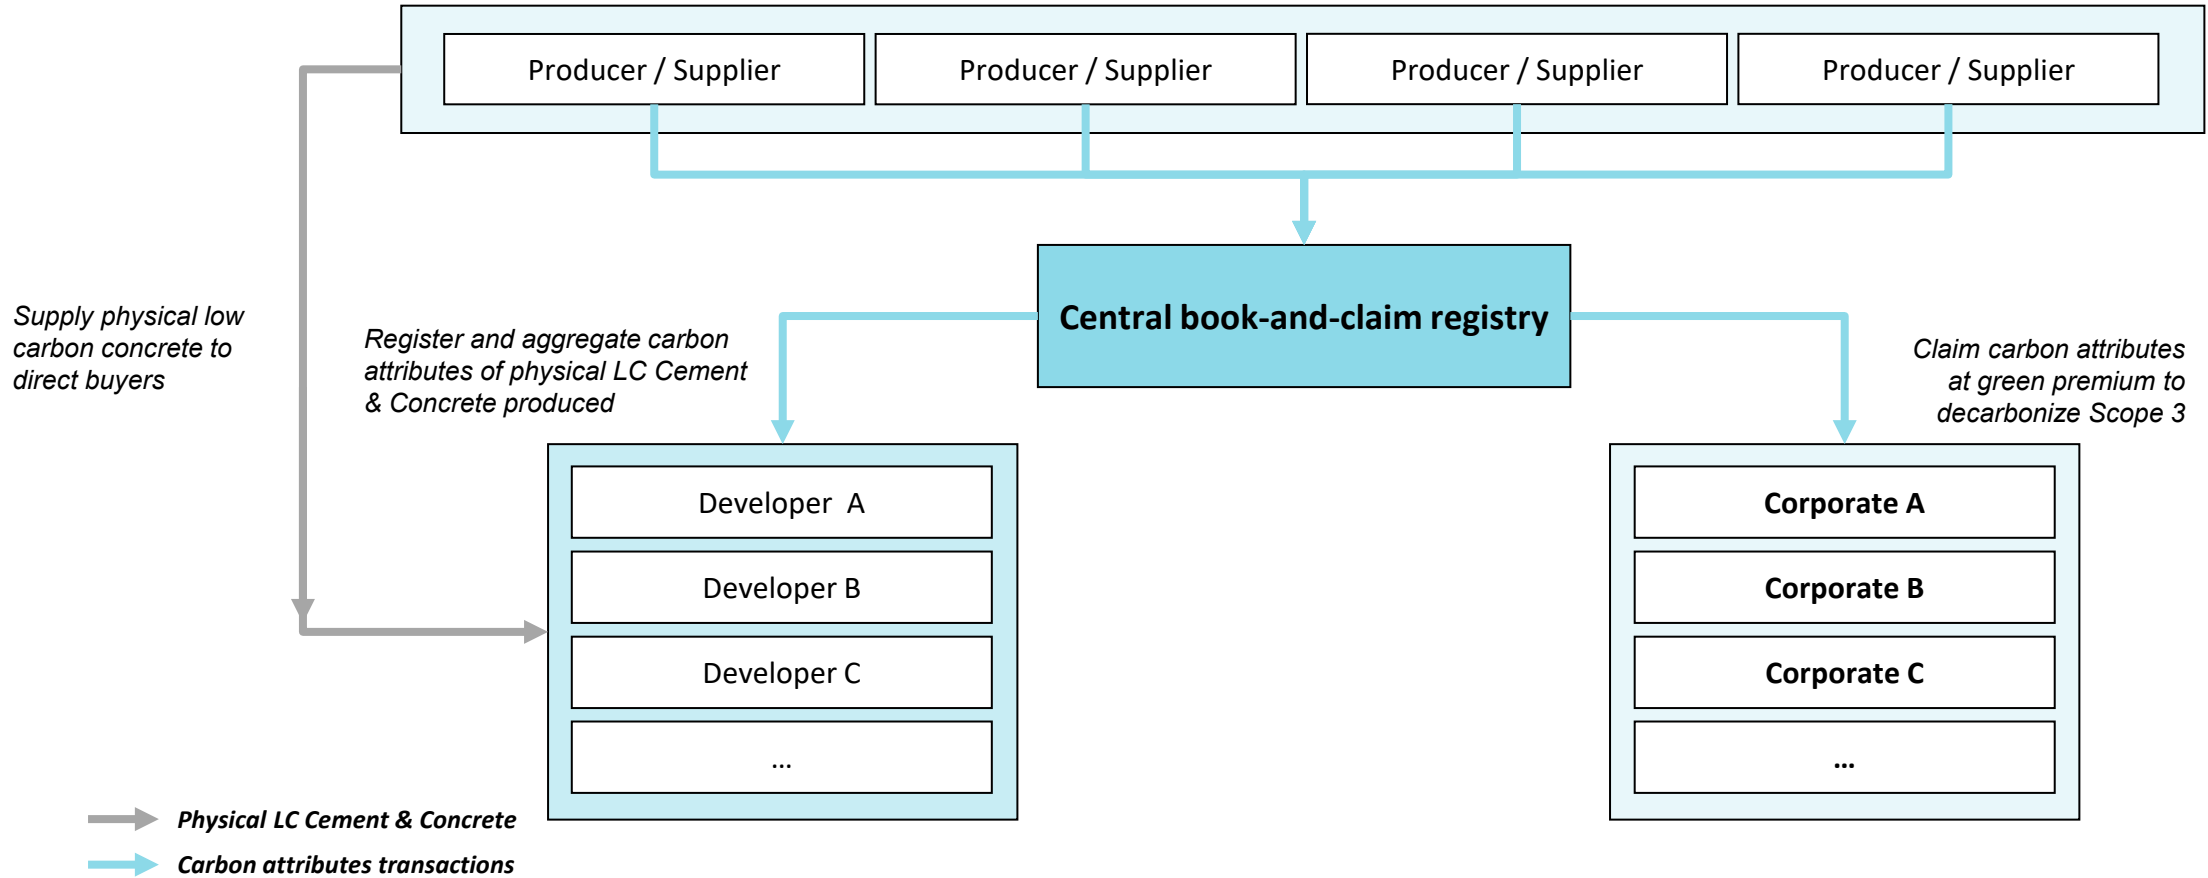 Producer / Supplier
Producer / Supplier
Producer / Supplier
Producer / Supplier
Central book-and-claim registry
Supply physical low
carbon concrete to
direct buyers
Register and aggregate carbon
attributes of physical LC Cement
& Concrete produced
Claim carbon attributes
at green premium to
decarbonize Scope 3
Developer A
Developer B
Developer C
...
Corporate A
Corporate B
Corporate C
...
Physical LC Cement & Concrete
Carbon attributes transactions